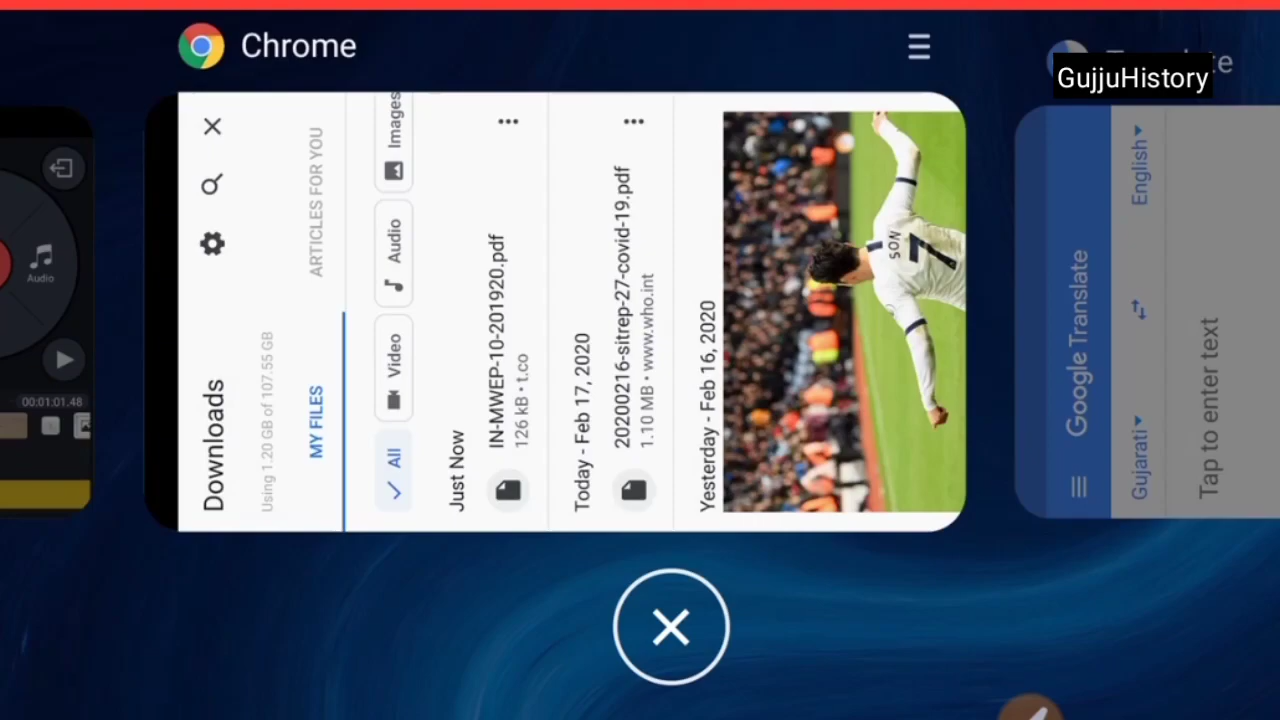 Chrome
GujjuHistory
Audio
00:01:01.48
Downloads
Using 1.20 GB of 107.55 GB
MY FILES
ARTICLES FOR YOU
All
Video
Audio
Images
Just Now
IN-MWEP-10-201920.pdf
126 kB • t.co
Today - Feb 17, 2020
20200216-sitrep-27-covid-19.pdf
1.10 MB • www.who.int
Yesterday - Feb 16, 2020
SON
7
Google Translate
Gujarati
English
Tap to enter text